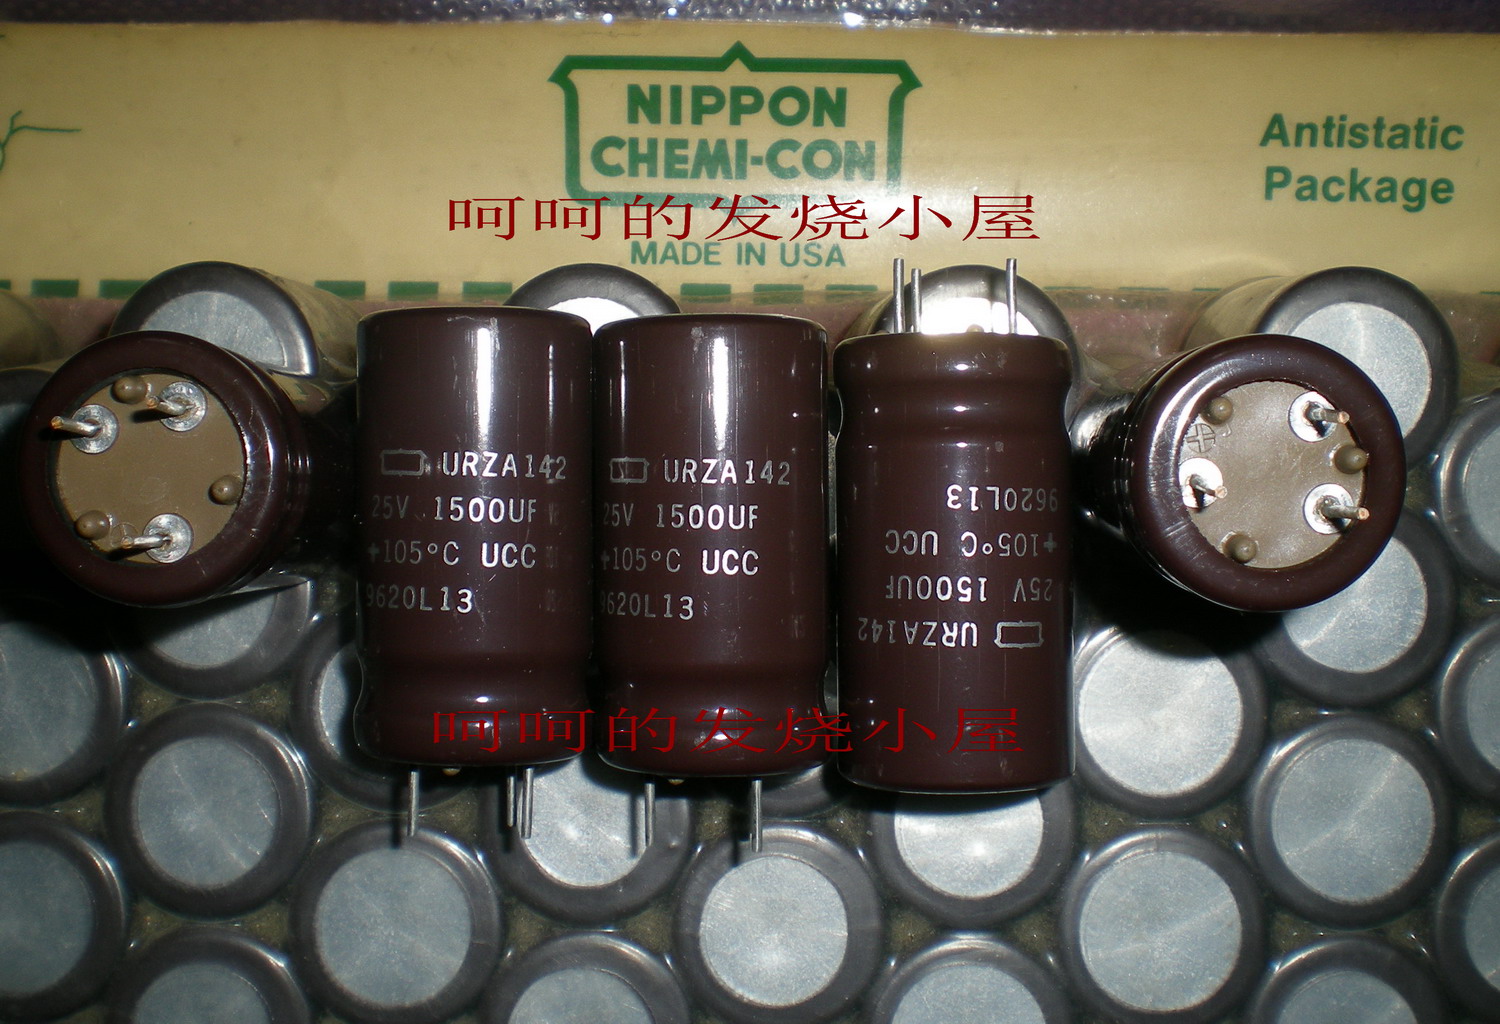 NIPPON
CHEMI-CON
Antistatic
Package
呵呵的发烧小屋
MADE IN USA
URZA142
25V 1500UF
+105°C UCC
9620L13
URZA142
25V 1500UF
+105°C UCC
9620L13
URZA142
25V 1500UF
+105°C UCC
9620L13
呵呵的发烧小屋